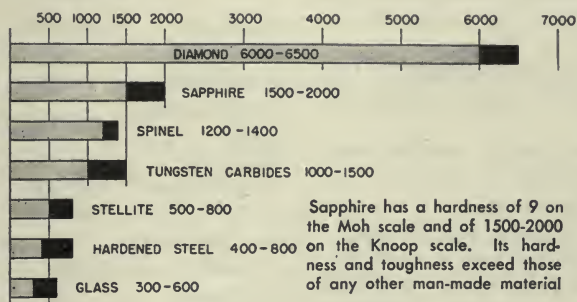 500 1000 1500 2000 3000 4000 5000 6000 7000
DIAMOND 6000-6500
SAPPHIRE 1500-2000
SPINEL 1200-1400
TUNGSTEN CARBIDES 1000-1500
STELLITE 500-800
HARDENED STEEL 400-800
GLASS 300-600
Sapphire has a hardness of 9 on
the Moh scale and of 1500-2000
on the Knoop scale. Its hard-
ness and toughness exceed those
of any other man-made material